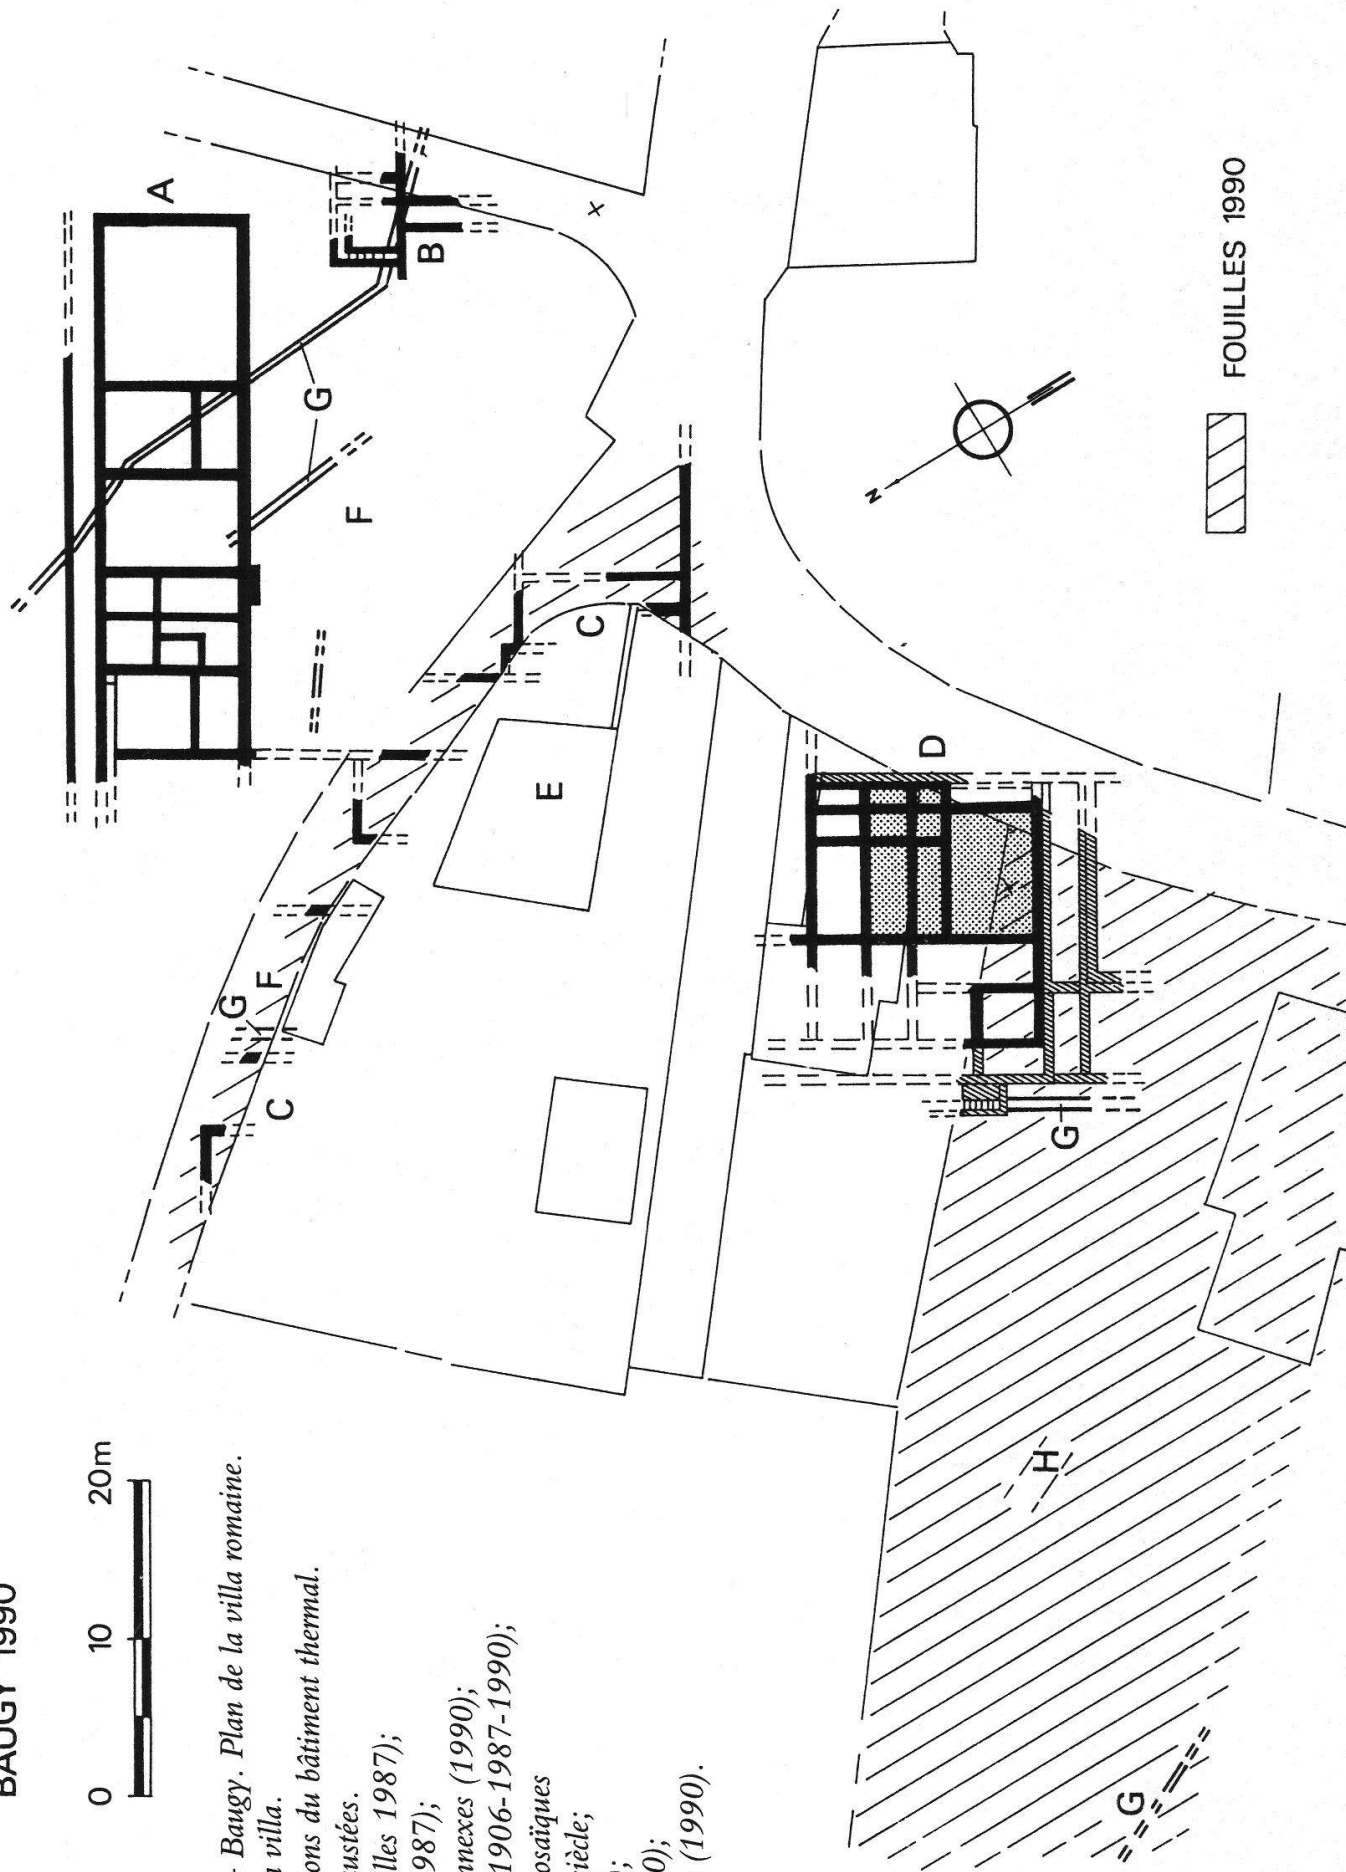 BAUGY 1990
0 10 20m
- Baugy. Plan de la villa romaine.
villa.
ons du bâtiment thermal.
ustées.
lles 1987);
987);
nnexes (1990);
1906-1987-1990);
osaïques
iècle;
);
0);
(1990).
A
B
G
F
C
E
G
F
C
D
N
G
H
G
FOUILLES 1990